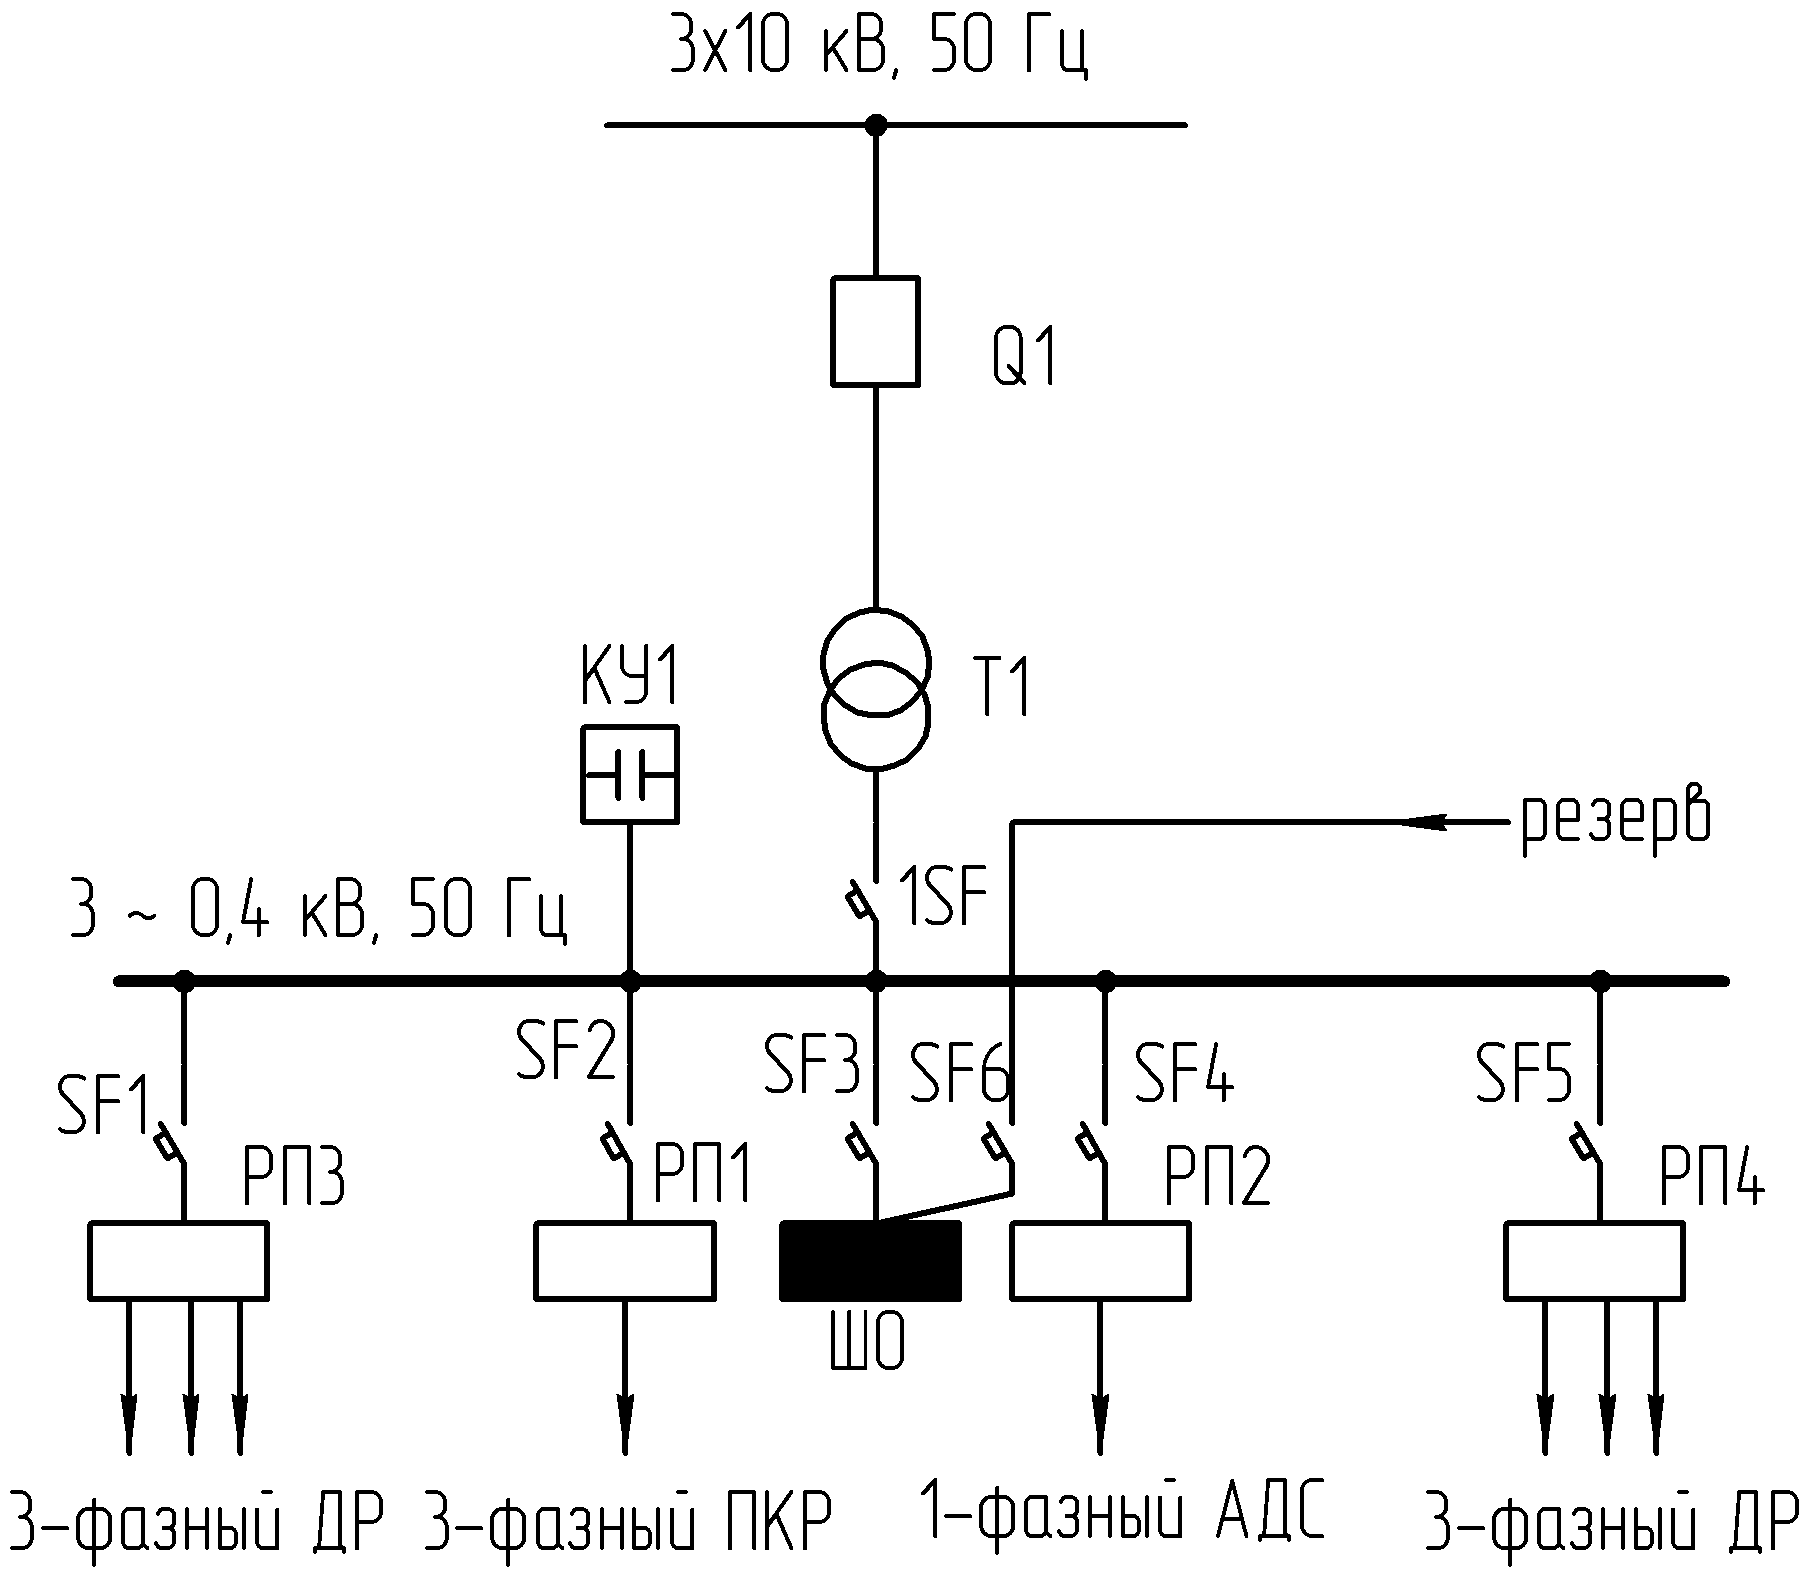 3х10 кВ, 50 Гц
Q1
КУ1
Т1
резерв
1SF
3 ~ 0,4 кВ, 50 Гц
SF1
SF2
SF3
SF6
SF4
SF5
РП3
РП1
РП2
РП4
ШО
3-фазный ДР
3-фазный ПКР
1-фазный АДС
3-фазный ДР